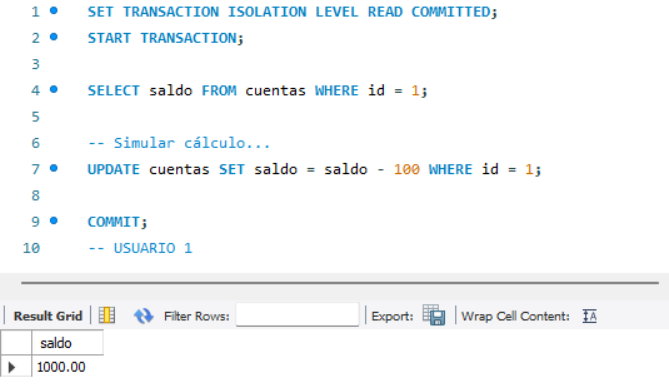 1 SET TRANSACTION ISOLATION LEVEL READ COMMITTED;
2 START TRANSACTION;
3
4 SELECT saldo FROM cuentas WHERE id = 1;
5
6 -- Simular cálculo...
7 UPDATE cuentas SET saldo = saldo - 100 WHERE id = 1;
8
9 COMMIT;
10 -- USUARIO 1
Result Grid Filter Rows: Export: Wrap Cell Content: IA
saldo
1000.00